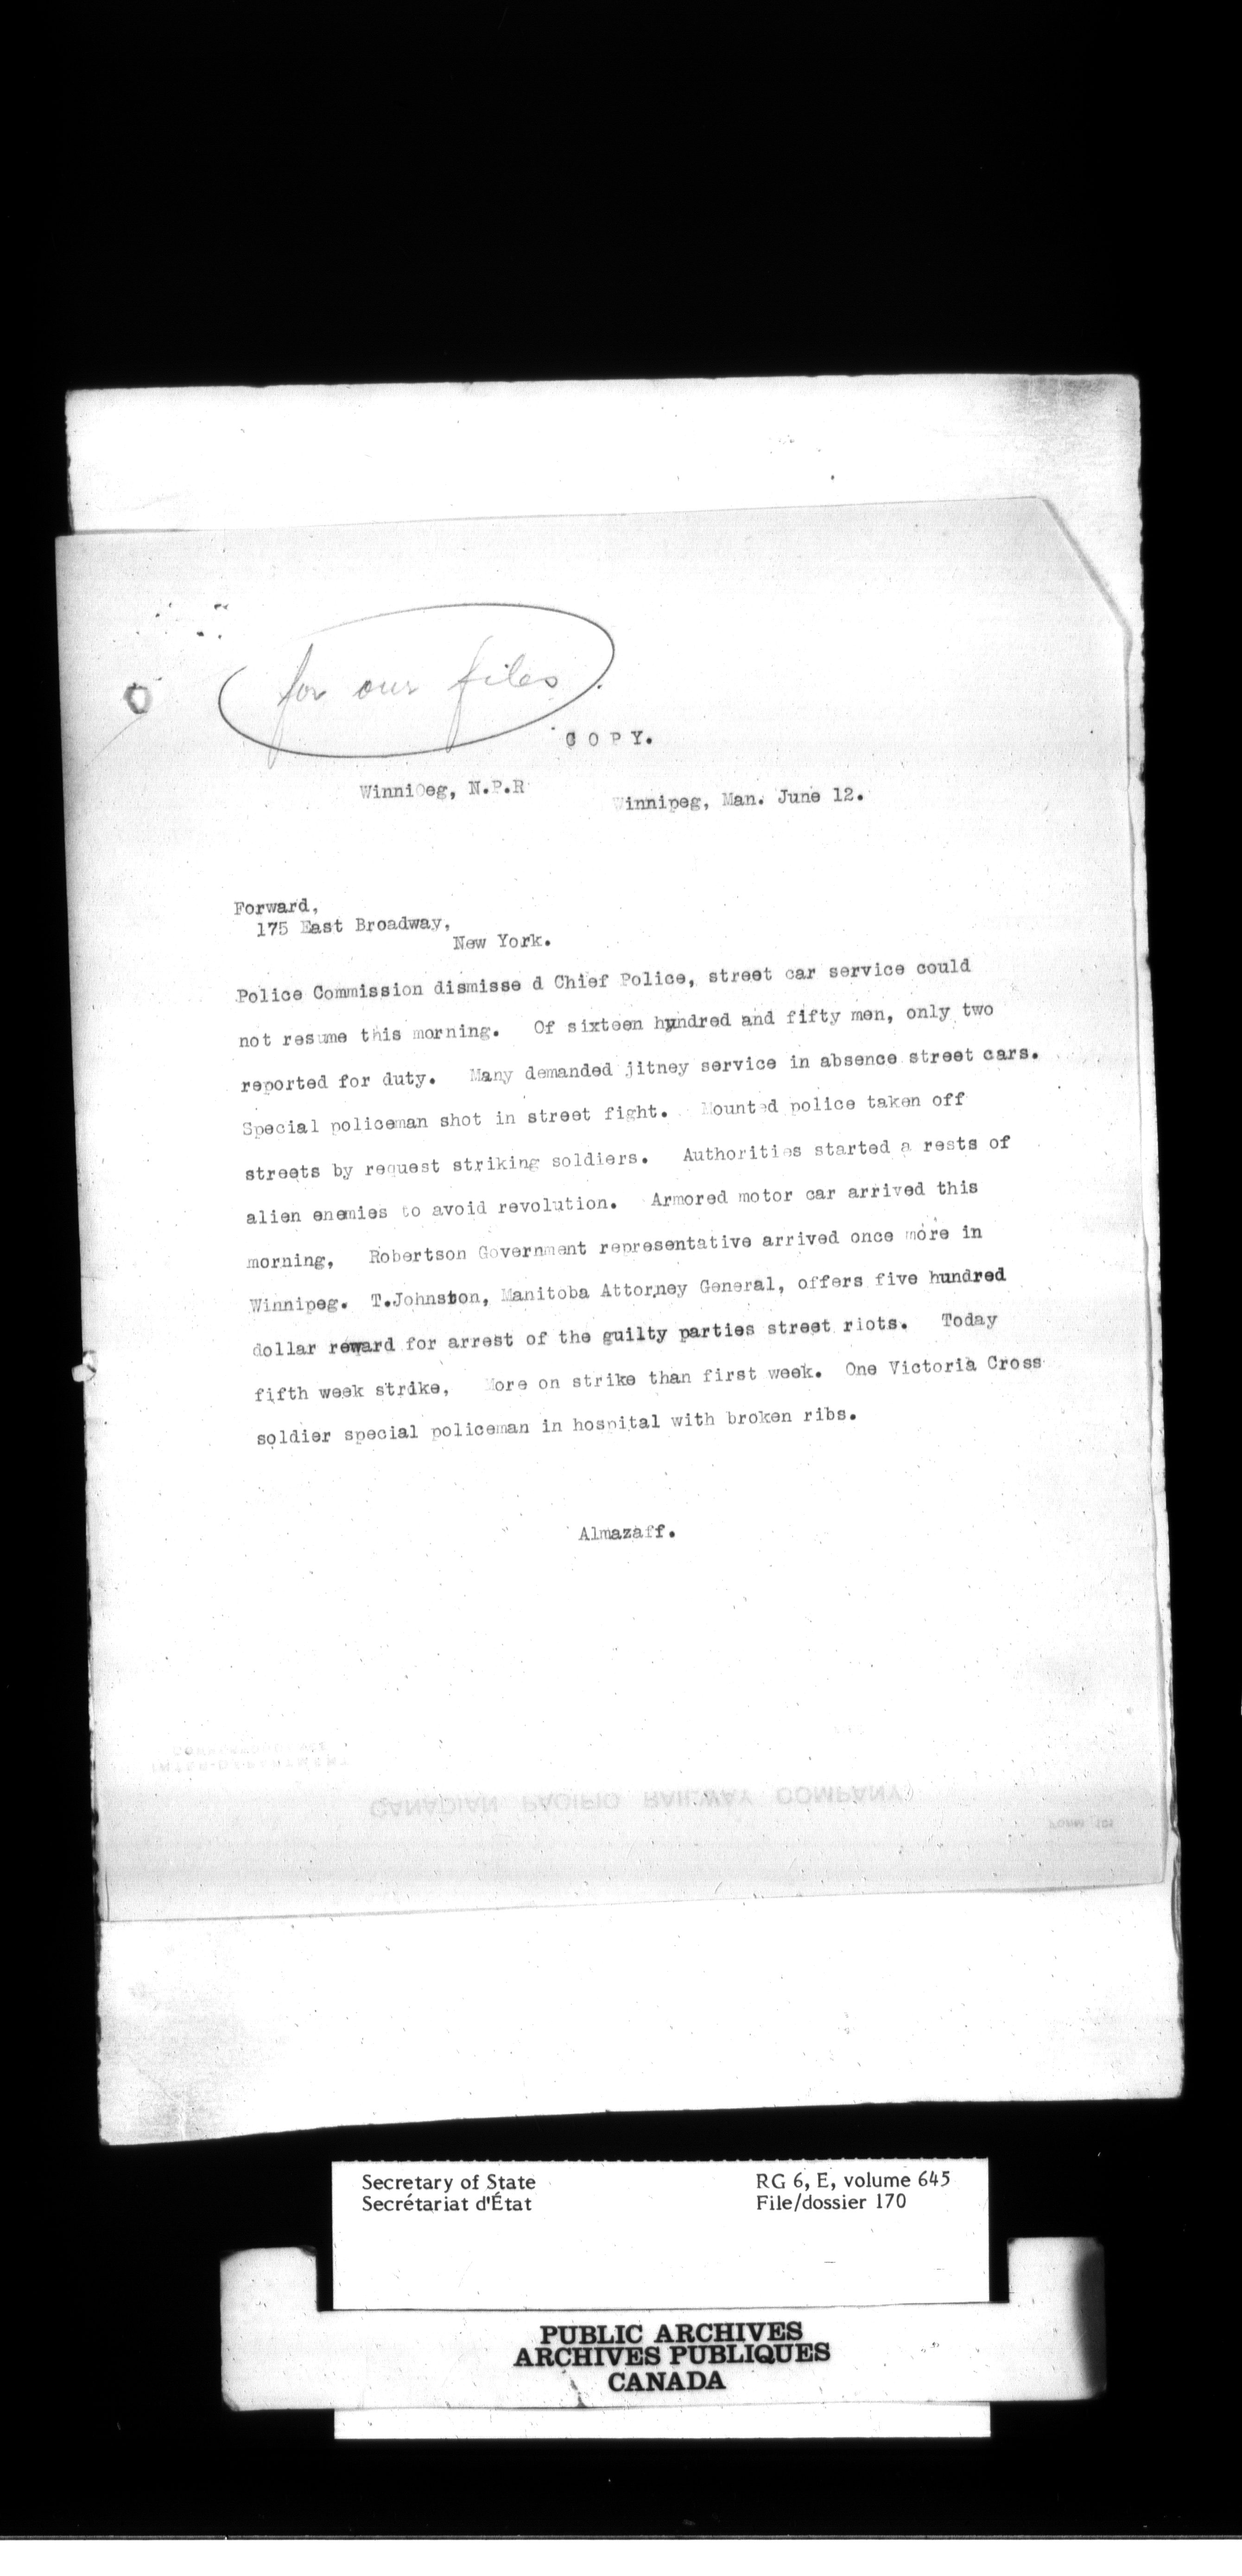 for our files.
COPY.
WinniOeg, N.P.R
Winnipeg, Man. June 12.
Forward,
175 East Broadway,
New York.
Police Commission dismisse d Chief Police, street car service could
not resume this morning. Of sixteen hyndred and fifty men, only two
reported for duty. Many demanded jitney service in absence street cars.
Special policeman shot in street fight. Mounted police taken off
streets by request striking soldiers. Authorities started a rests of
alien enemies to avoid revolution. Armored motor car arrived this
morning, Robertson Government representative arrived once more in
Winnipeg. T.Johnston, Manitoba Attorney General, offers five hundred
dollar reward for arrest of the guilty parties street riots. Today
fifth week strike, More on strike than first week. One Victoria Cross
soldier special policeman in hospital with broken ribs.
Almazaff.
CANADIAN PACIFIC RAILWAY COMPANY
Secretary of State
Secrétariat d'État
RG 6, E, volume 645
File/dossier 170
PUBLIC ARCHIVES
ARCHIVES PUBLIQUES
CANADA